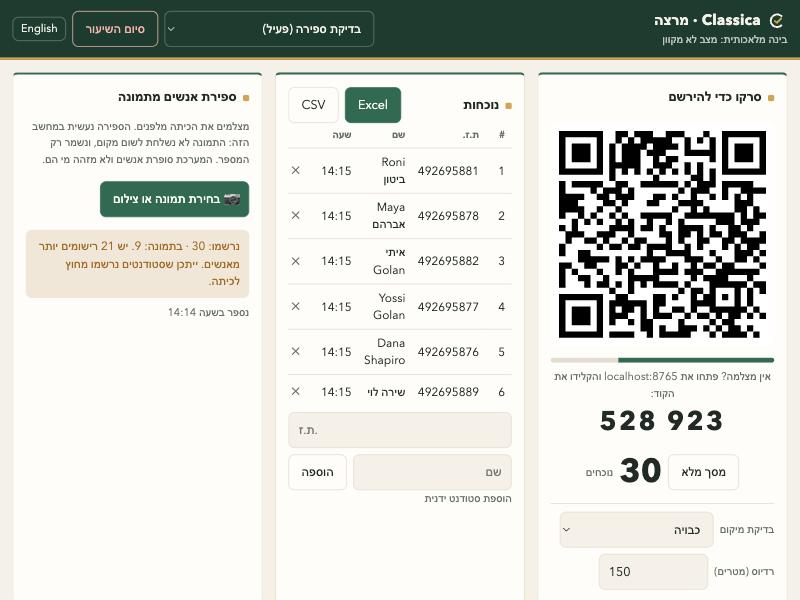 Classica · מרצה
בינה מלאכותית: מצב לא מקוון
בדיקת ספירה (פעיל)
סיום השיעור
English
סרקו כדי להירשם
אין מצלמה? פתחו את localhost:8765 והקלידו את
הקוד:
528 923
מסך מלא
30 נוכחים
בדיקת מיקום
כבויה
רדיוס (מטרים)
150
נוכחות
Excel
CSV
# ת.ז. שם שעה
1 492695881 Roni ביטון 14:15 ×
2 492695878 Maya אברהם 14:15 ×
3 492695882 איתי Golan 14:15 ×
4 492695877 Yossi Golan 14:15 ×
5 492695876 Dana Shapiro 14:15 ×
6 492695889 שירה לוי 14:15 ×
ת.ז.
שם
הוספה
הוספת סטודנט ידנית
ספירת אנשים מתמונה
מצלמים את הכיתה מלפנים. הספירה נעשית במחשב
הזה: התמונה לא נשלחת לשום מקום, ונשמר רק
המספר. המערכת סופרת אנשים ולא מזהה מי הם.
בחירת תמונה או צילום
נרשמו: 30 · בתמונה: 9. יש 21 רישומים יותר
מאנשים. ייתכן שסטודנטים נרשמו מחוץ
לכיתה.
נספר בשעה 14:14